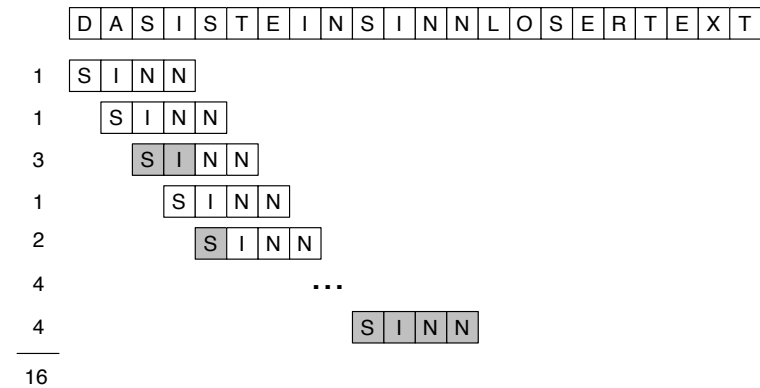 D A S I S T E I N S I N N L O S E R T E X T
1 S I N N
1 S I N N
3 S I N N
1 S I N N
2 S I N N
4 ...
4 S I N N
16